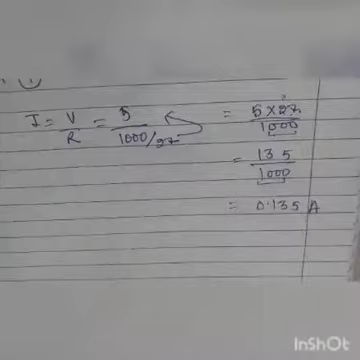 I = V/R = 5/1000/27 = 5×27/1000
= 135/1000
= 0.135 A
InShOt